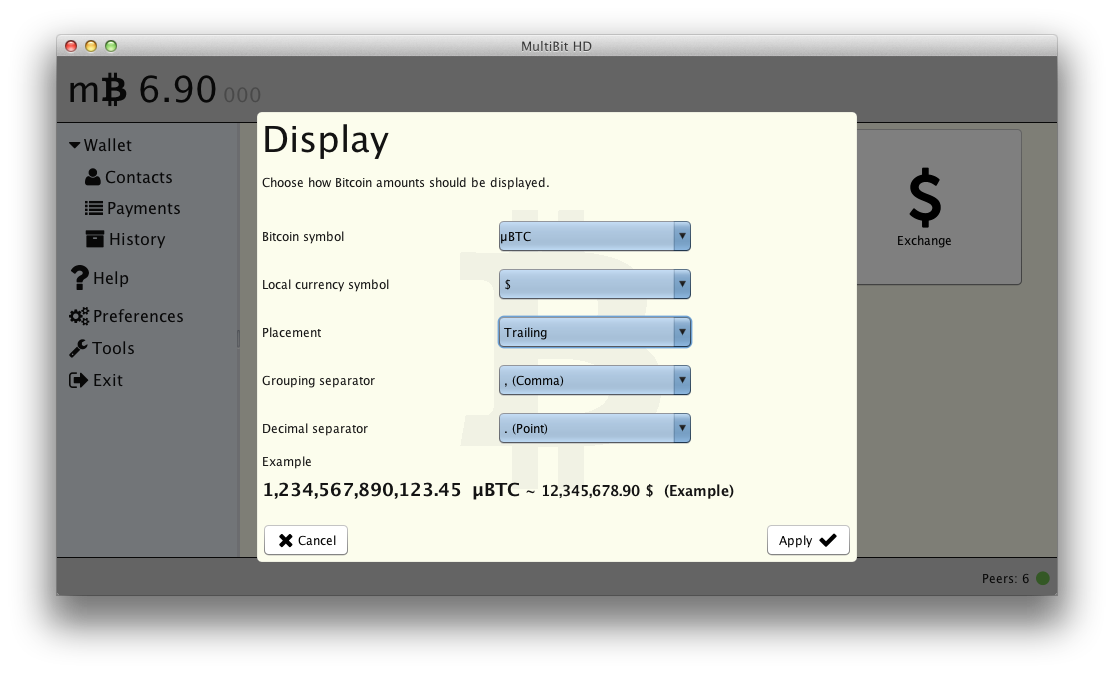 MultiBit HD
m₿ 6.90 000
Wallet
Contacts
Payments
History
Help
Preferences
Tools
Exit
Display
Choose how Bitcoin amounts should be displayed.
Bitcoin symbol
µBTC
Local currency symbol
$
Placement
Trailing
Grouping separator
, (Comma)
Decimal separator
. (Point)
Example
1,234,567,890,123.45 µBTC ~ 12,345,678.90 $ (Example)
Cancel
Apply
$
Exchange
Peers: 6